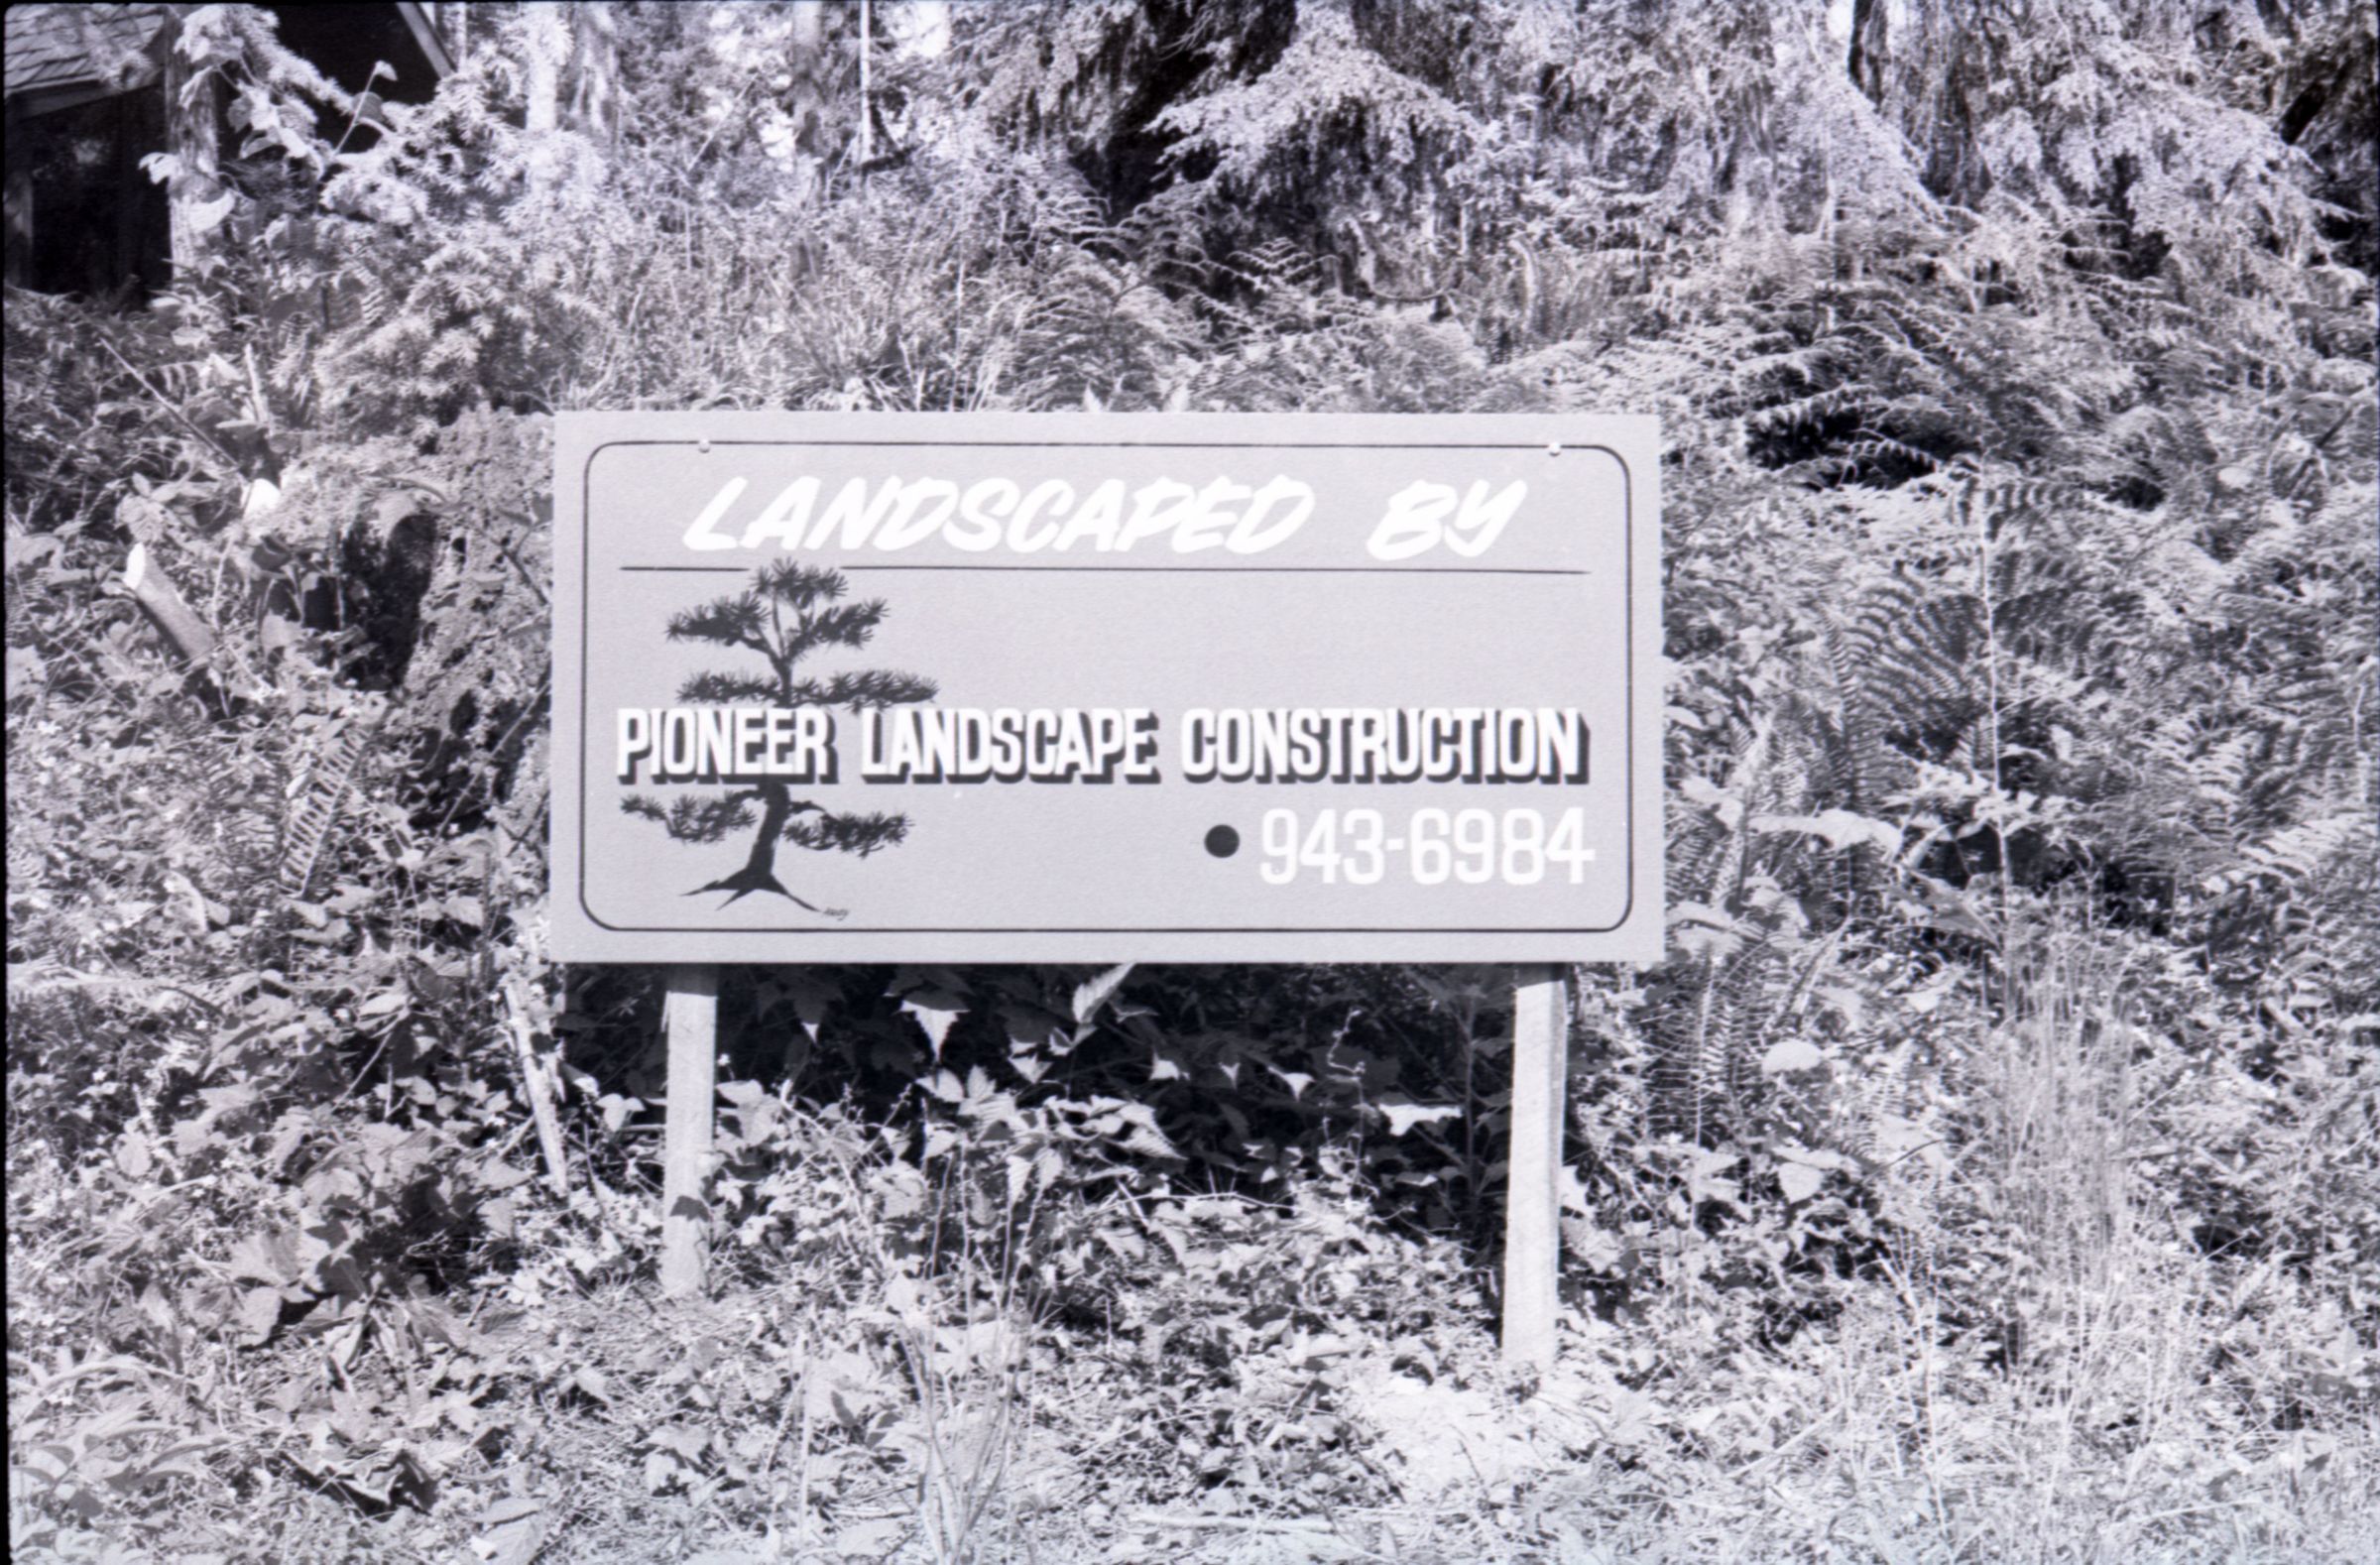 LANDSCAPED BY
PIONEER LANDSCAPE CONSTRUCTION
• 943-6984